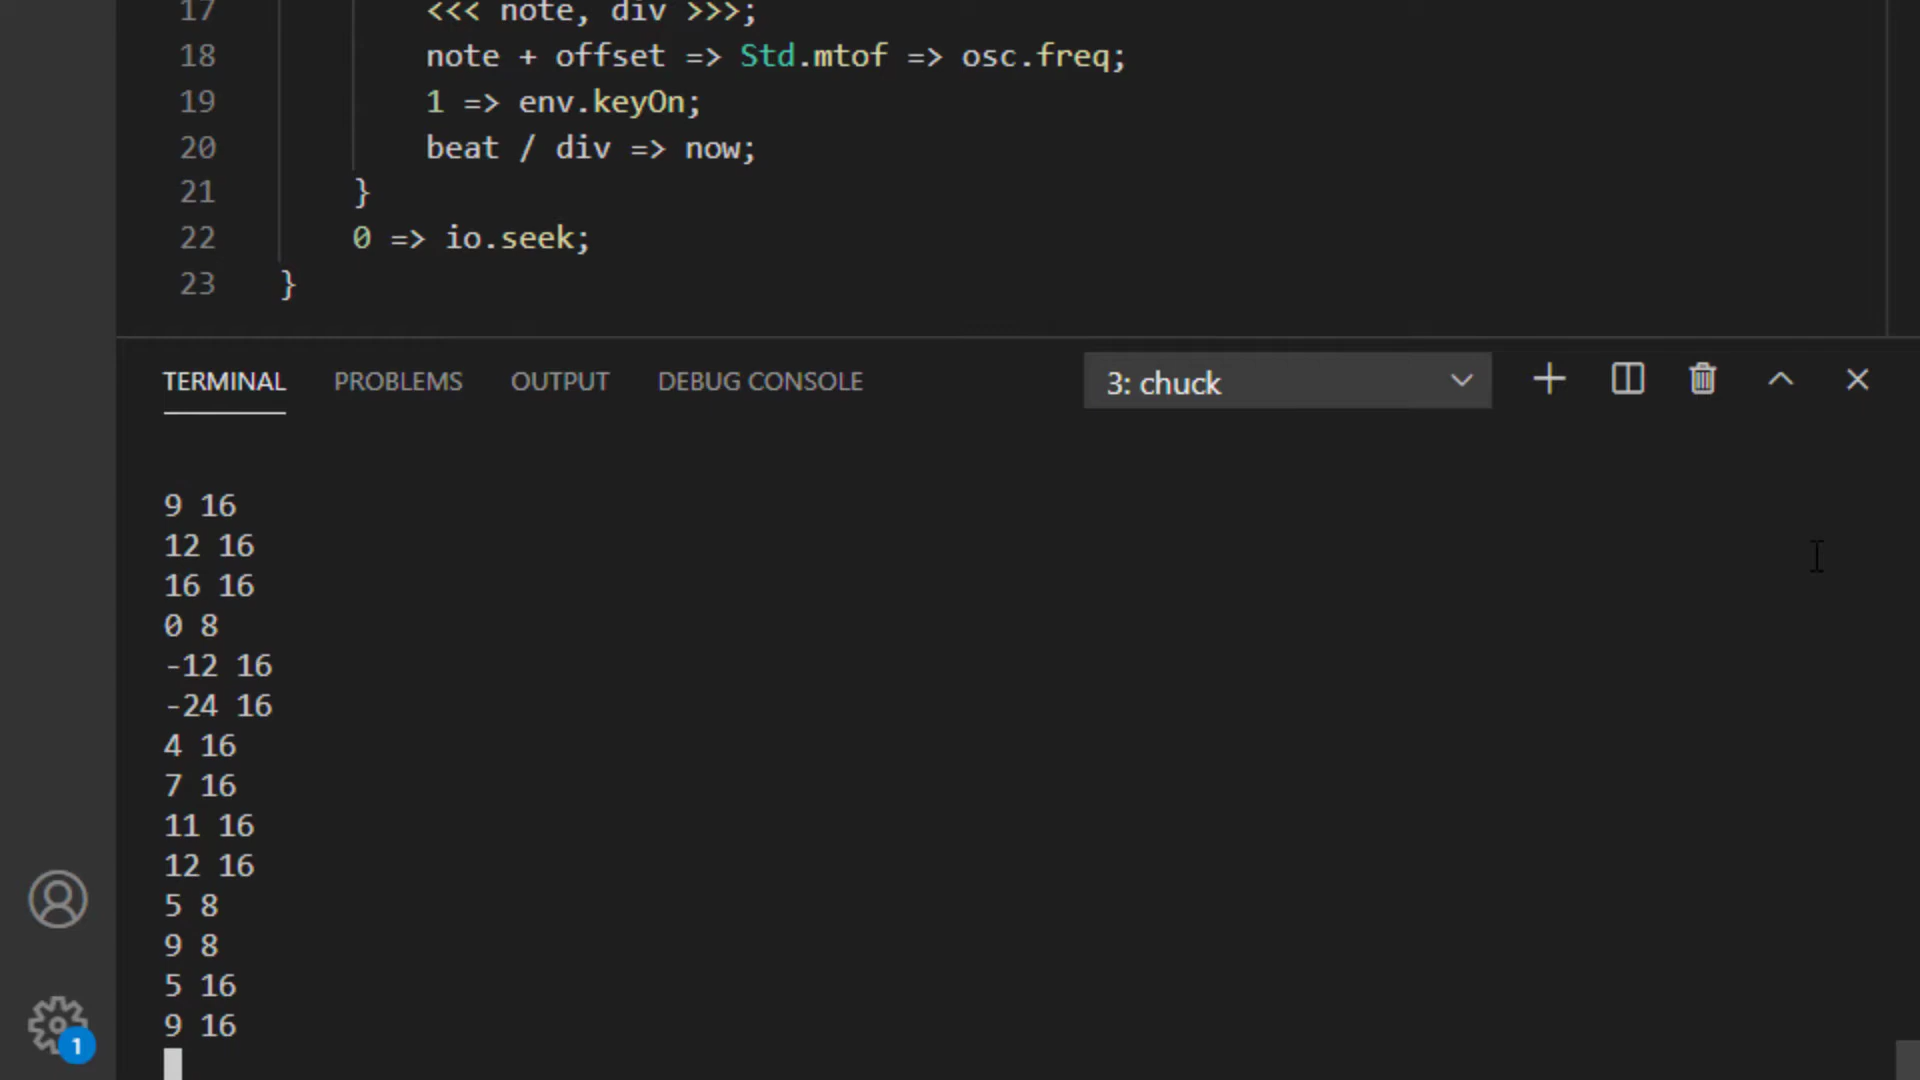 17 <<< note, div >>>;
18 note + offset => Std.mtof => osc.freq;
19 1 => env.keyOn;
20 beat / div => now;
21 }
22 0 => io.seek;
23 }
TERMINAL PROBLEMS OUTPUT DEBUG CONSOLE 3: chuck
9 16
12 16
16 16
0 8
-12 16
-24 16
4 16
7 16
11 16
12 16
5 8
9 8
5 16
9 16
1